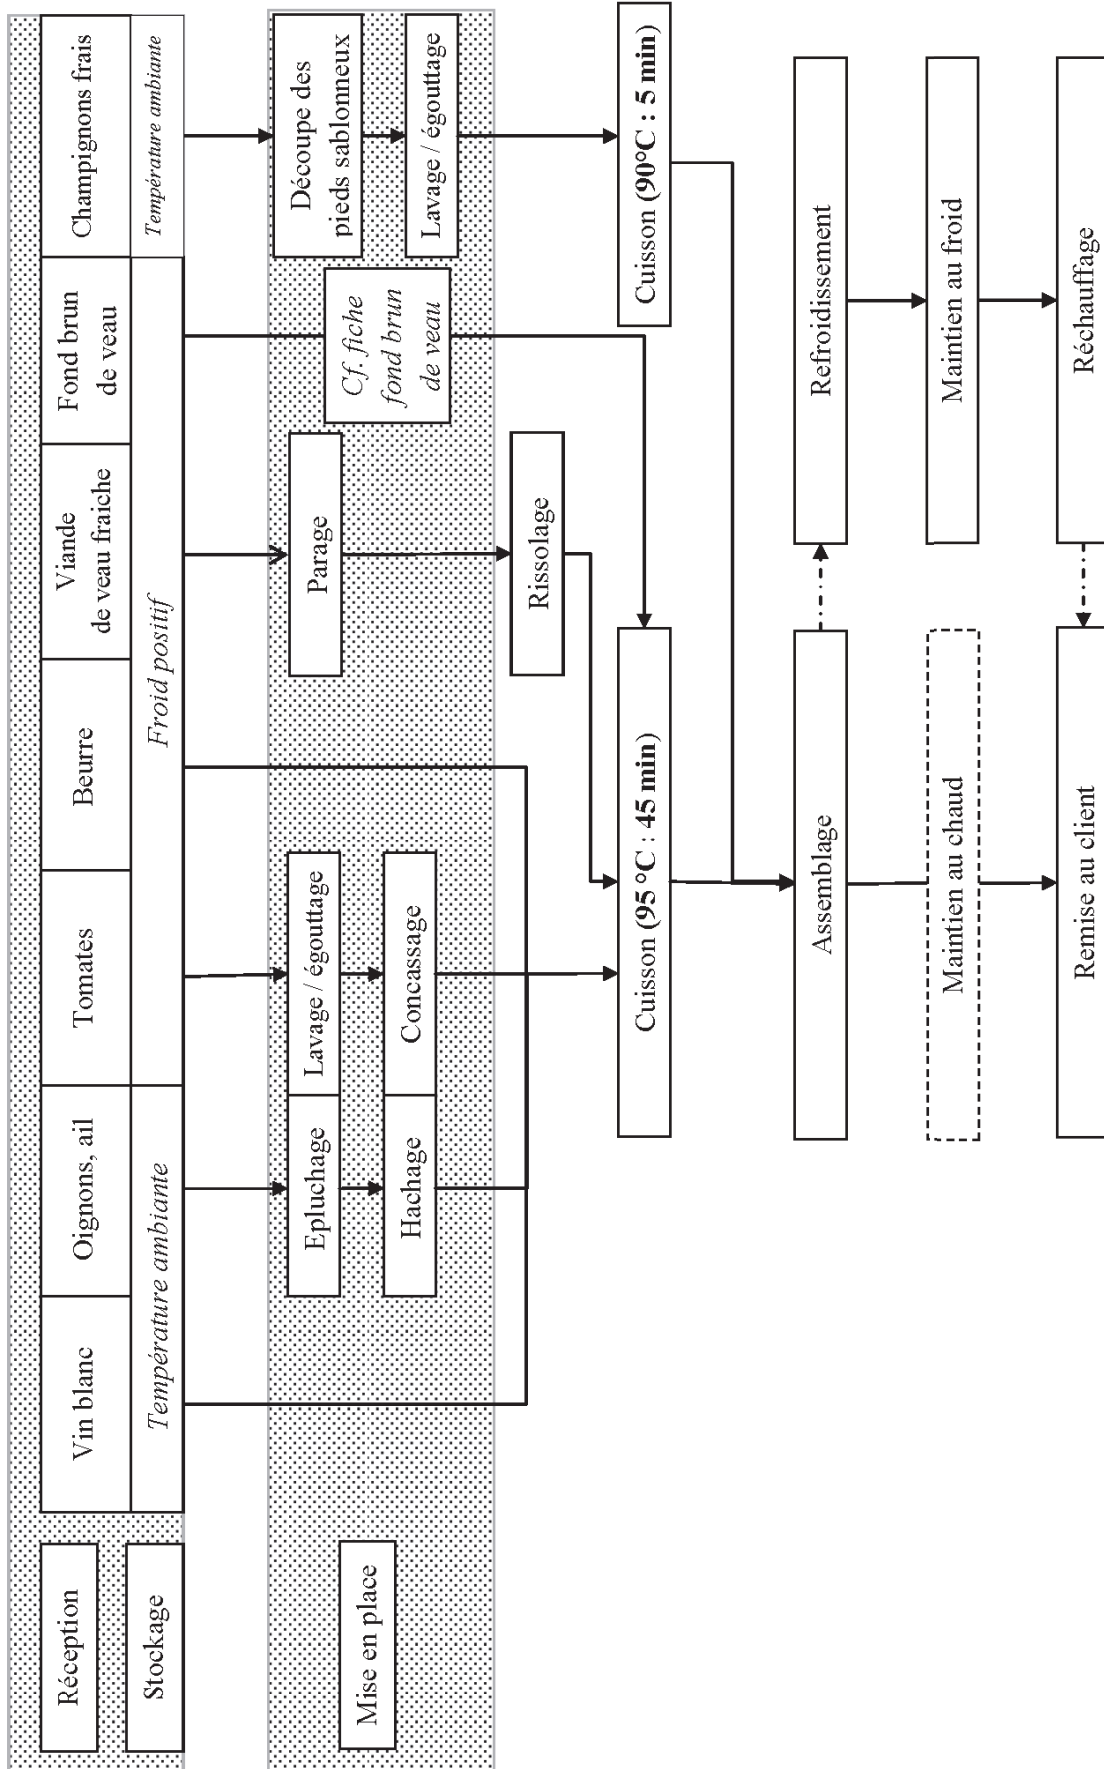 Réception
Vin blanc
Oignons, ail
Tomates
Beurre
Viande
de veau fraiche
Fond brun
de veau
Champignons frais
Stockage
Température ambiante
Froid positif
Température ambiante
Mise en place
Epluchage
Lavage / égouttage
Parage
Cf. fiche
fond brun
de veau
Découpe des
pieds sablonneux
Hachage
Concassage
Lavage / égouttage
Rissolage
Cuisson (95 °C : 45 min)
Cuisson (90°C : 5 min)
Assemblage
Refroidissement
Maintien au chaud
Maintien au froid
Remise au client
Réchauffage